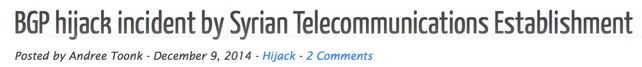 BGP hijack incident by Syrian Telecommunications Establishment
Posted by Andree Toonk - December 9, 2014 - Hijack - 2 Comments